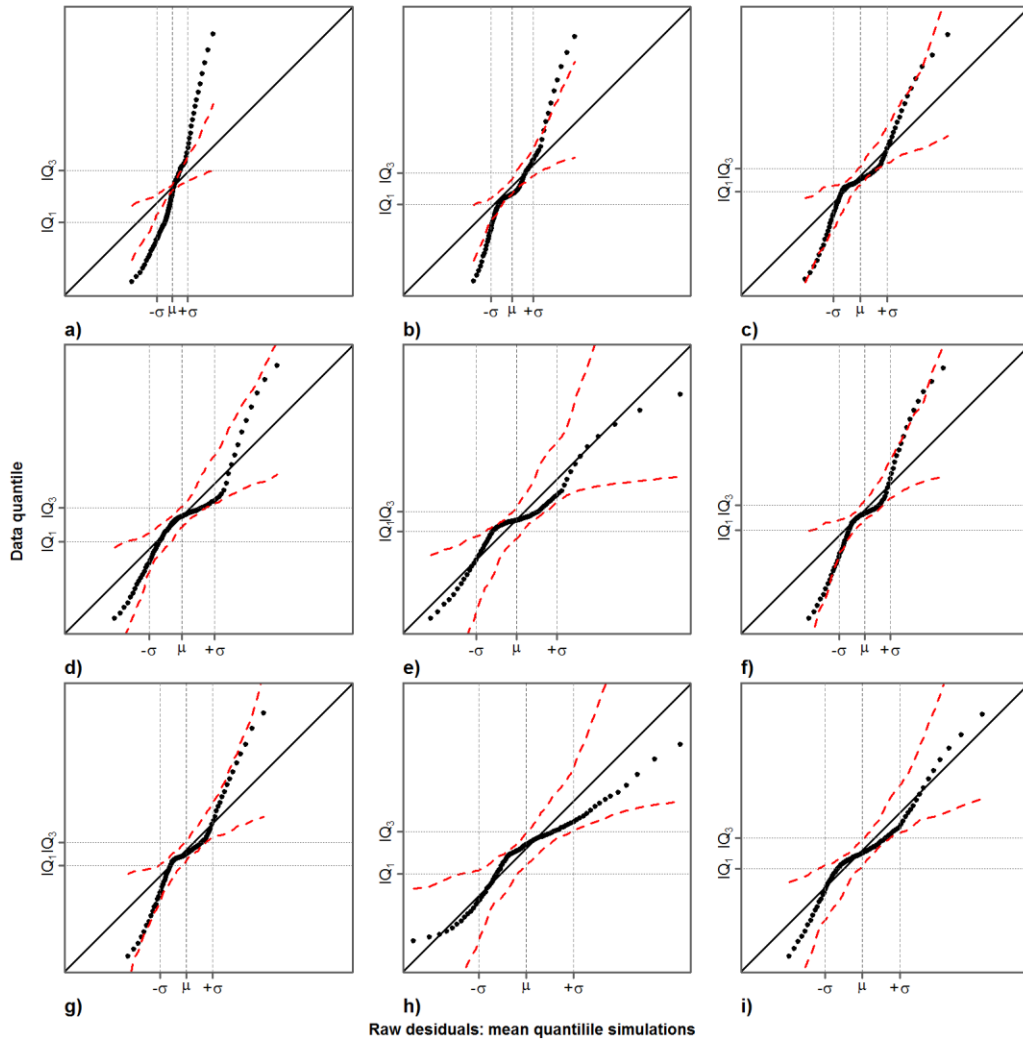 IQ3
IQ1
-σ μ +σ
a)
IQ3
IQ1
-σ μ +σ
b)
IQ1 IQ3
-σ μ +σ
c)
Data quantile
IQ3
IQ1
-σ μ +σ
d)
IQ1 IQ3
-σ μ +σ
e)
IQ3
IQ1
-σ μ +σ
f)
IQ1 IQ3
-σ μ +σ
g)
IQ3
IQ1
-σ μ +σ
h)
IQ3
IQ1
-σ μ +σ
i)
Raw desiduals: mean quantilile simulations